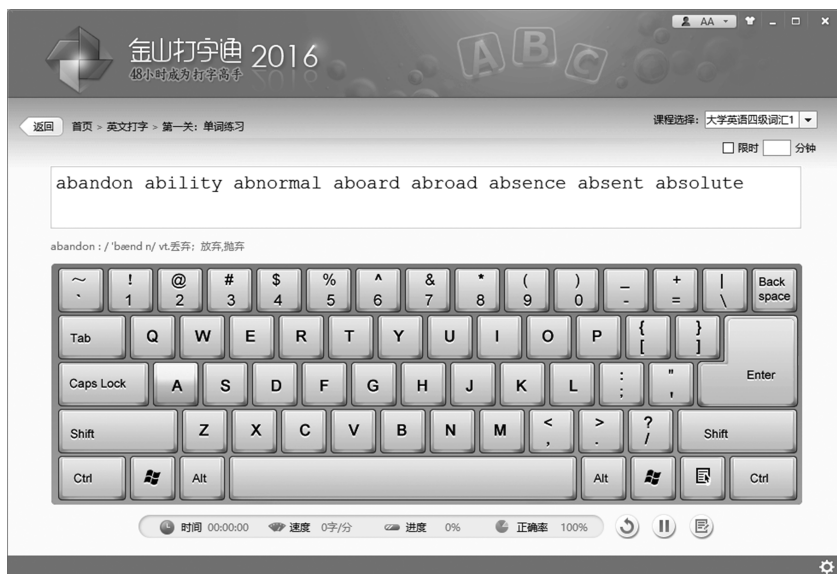 AA
金山打字通 2016
48小时成为打字高手
A B C
返回 首页 > 英文打字 > 第一关：单词练习
课程选择： 大学英语四级词汇1
限时 分钟
abandon ability abnormal aboard abroad absence absent absolute
abandon : / 'bænd n/ vt.丢弃；放弃,抛弃
~ ! @ # $ % ^ & * ( ) _ + | Back
` 1 2 3 4 5 6 7 8 9 0 - = \ space
Tab Q W E R T Y U I O P { [ } ]
Caps Lock A S D F G H J K L : ; " ' Enter
Shift Z X C V B N M < , > . ? / Shift
Ctrl Alt Alt Ctrl
时间 00:00:00 速度 0字/分 进度 0% 正确率 100%